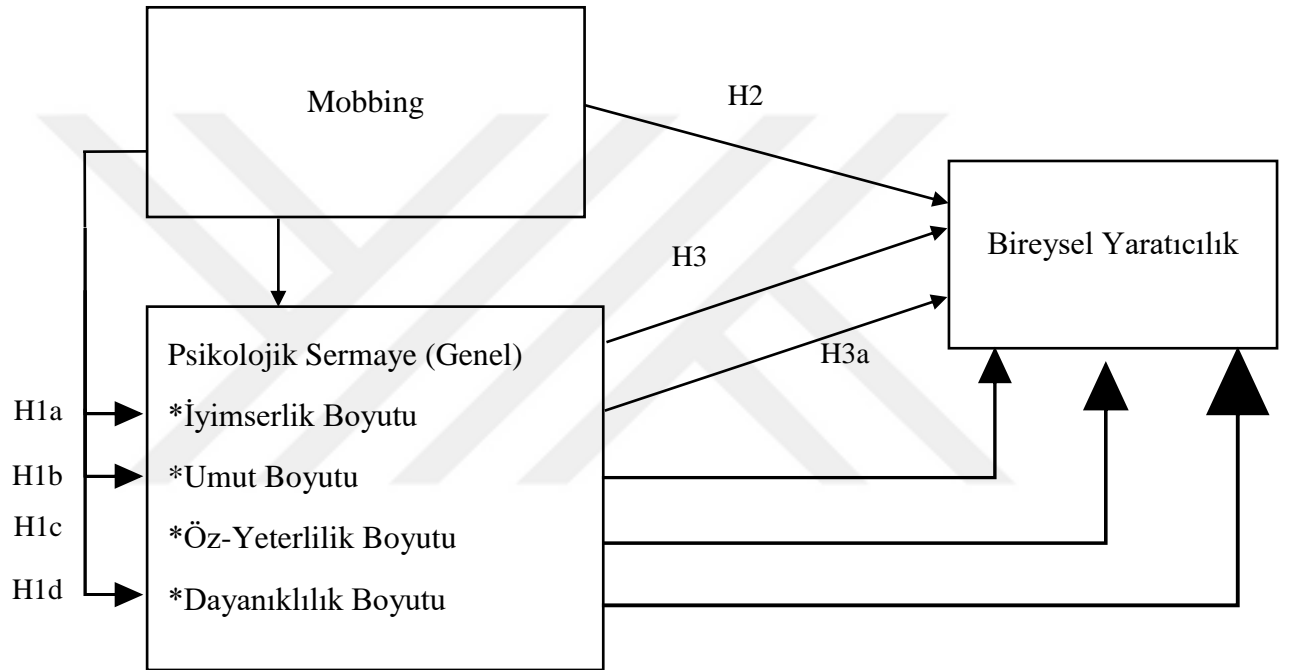 Mobbing
H2
Bireysel Yaratıcılık
H3
H3a
Psikolojik Sermaye (Genel)
H1a
*İyimserlik Boyutu
H1b
*Umut Boyutu
H1c
*Öz-Yeterlilik Boyutu
H1d
*Dayanıklılık Boyutu